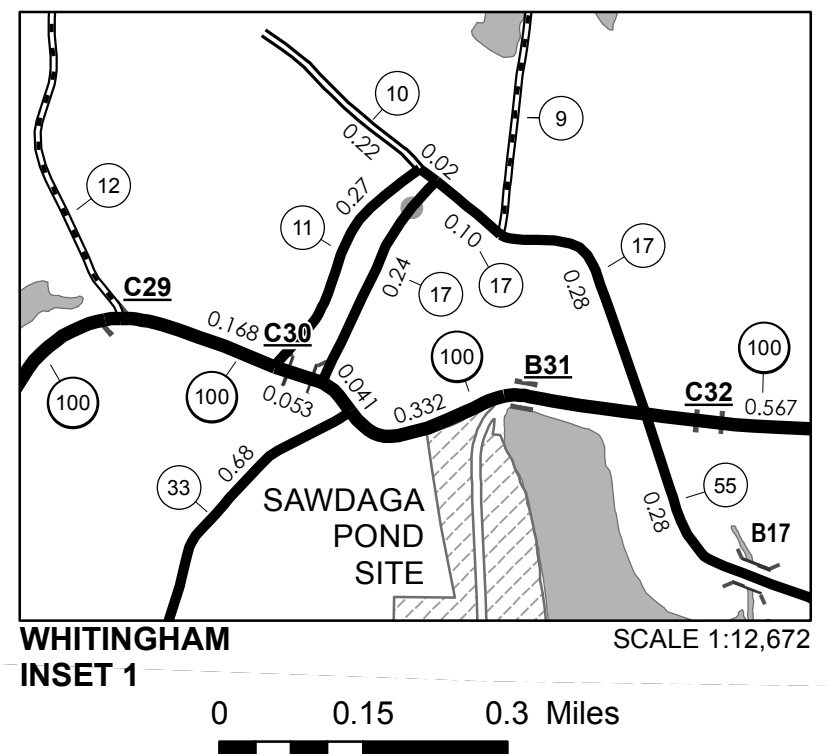 10
9
0.22
0.02
12
0.27
11
0.10
17
17
0.24
17
0.28
C29
0.168
C30
100
100
100
100
B31
C32
0.053
0.041
0.332
0.567
0.68
33
55
0.28
SAWDAGA
POND
SITE
B17
WHITINGHAM
INSET 1
SCALE 1:12,672
0 0.15 0.3 Miles